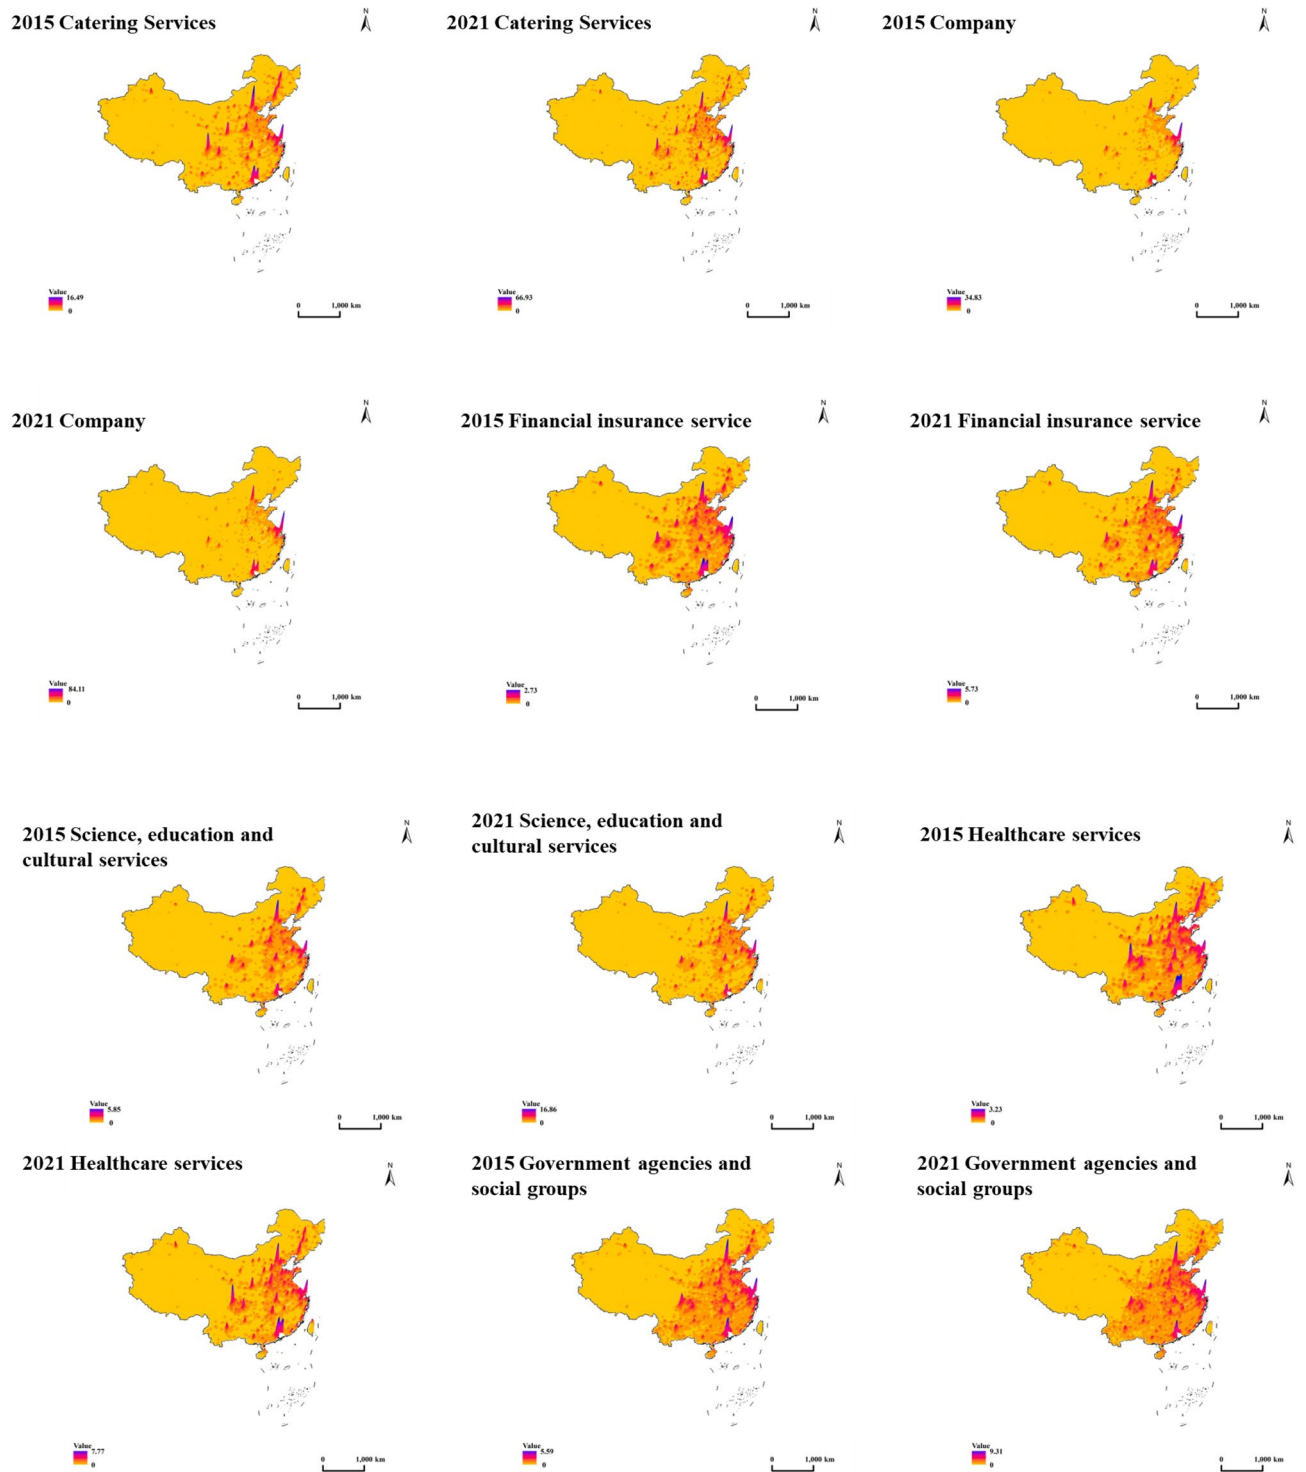 2015 Catering Services
N
Value
16.49
0
0 1,000 km
2021 Catering Services
N
Value
66.93
0
0 1,000 km
2015 Company
N
Value
34.83
0
0 1,000 km
2021 Company
N
Value
84.11
0
0 1,000 km
2015 Financial insurance service
N
Value
2.73
0
0 1,000 km
2021 Financial insurance service
N
Value
5.73
0
0 1,000 km
2015 Science, education and
cultural services
N
Value
5.85
0
0 1,000 km
2021 Science, education and
cultural services
N
Value
16.86
0
0 1,000 km
2015 Healthcare services
N
Value
3.23
0
0 1,000 km
2021 Healthcare services
N
Value
7.77
0
0 1,000 km
2015 Government agencies and
social groups
N
Value
5.59
0
0 1,000 km
2021 Government agencies and
social groups
N
Value
9.31
0
0 1,000 km